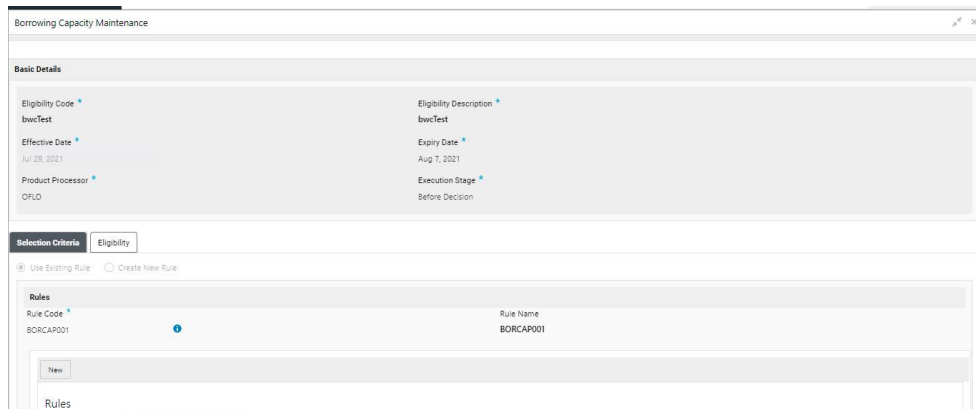 Borrowing Capacity Maintenance
Basic Details
Eligibility Code * Eligibility Description *
bwcTest bwcTest
Effective Date * Expiry Date *
Jul 29, 2021 Aug 7, 2021
Product Processor * Execution Stage *
OFLO Before Decision
Selection Criteria Eligibility
Use Existing Rule Create New Rule
Rules
Rule Code * Rule Name
BORCAP001 BORCAP001
New
Rules